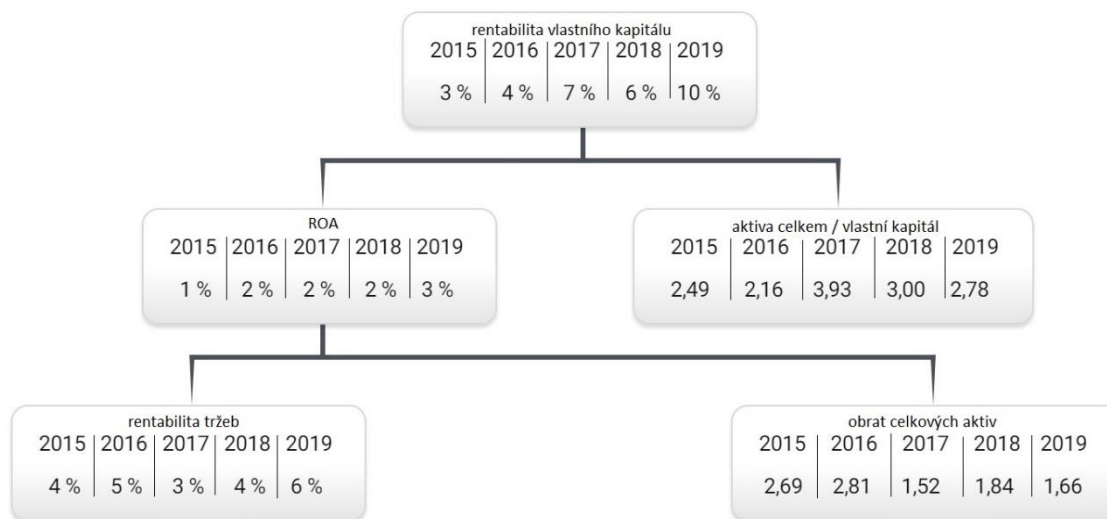 rentabilita vlastního kapitálu
2015 2016 2017 2018 2019
3 % 4 % 7 % 6 % 10 %
ROA
2015 2016 2017 2018 2019
1 % 2 % 2 % 2 % 3 %
aktiva celkem / vlastní kapitál
2015 2016 2017 2018 2019
2,49 2,16 3,93 3,00 2,78
rentabilita tržeb
2015 2016 2017 2018 2019
4 % 5 % 3 % 4 % 6 %
obrat celkových aktiv
2015 2016 2017 2018 2019
2,69 2,81 1,52 1,84 1,66